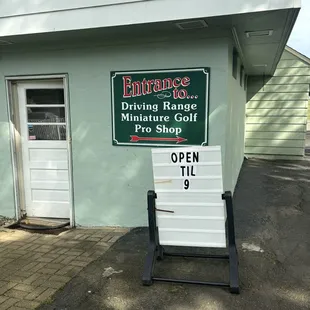 Entrance
to...
Driving Range
Miniature Golf
Pro Shop
OPEN
TIL
9